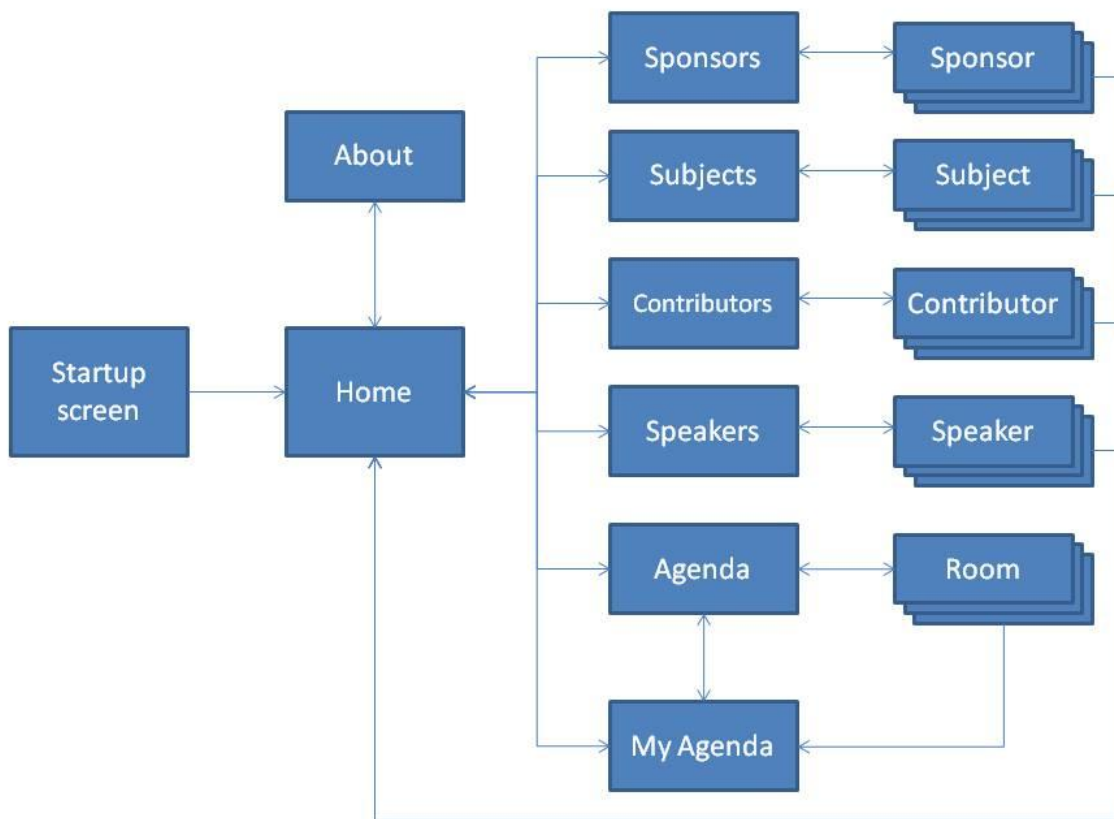 Sponsors
Sponsor
About
Subjects
Subject
Contributors
Contributor
Startup
screen
Home
Speakers
Speaker
Agenda
Room
My Agenda